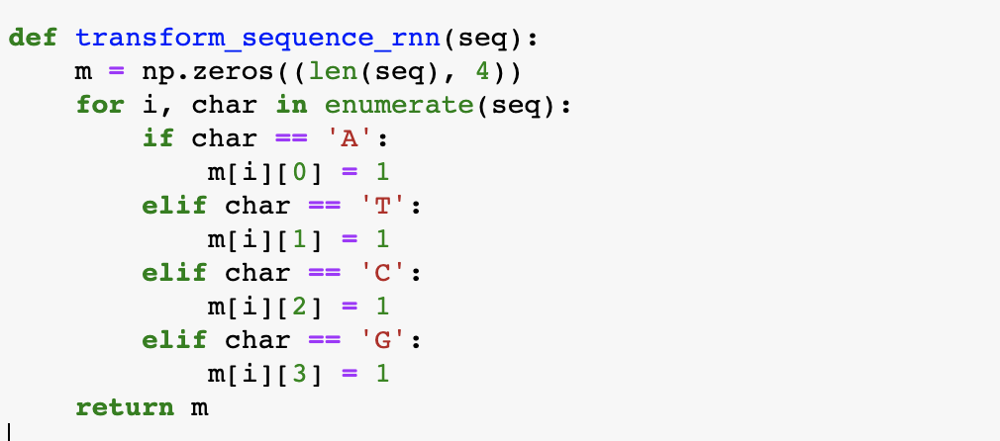 def transform_sequence_rnn(seq):
    m = np.zeros((len(seq), 4))
    for i, char in enumerate(seq):
        if char == 'A':
            m[i][0] = 1
        elif char == 'T':
            m[i][1] = 1
        elif char == 'C':
            m[i][2] = 1
        elif char == 'G':
            m[i][3] = 1
    return m